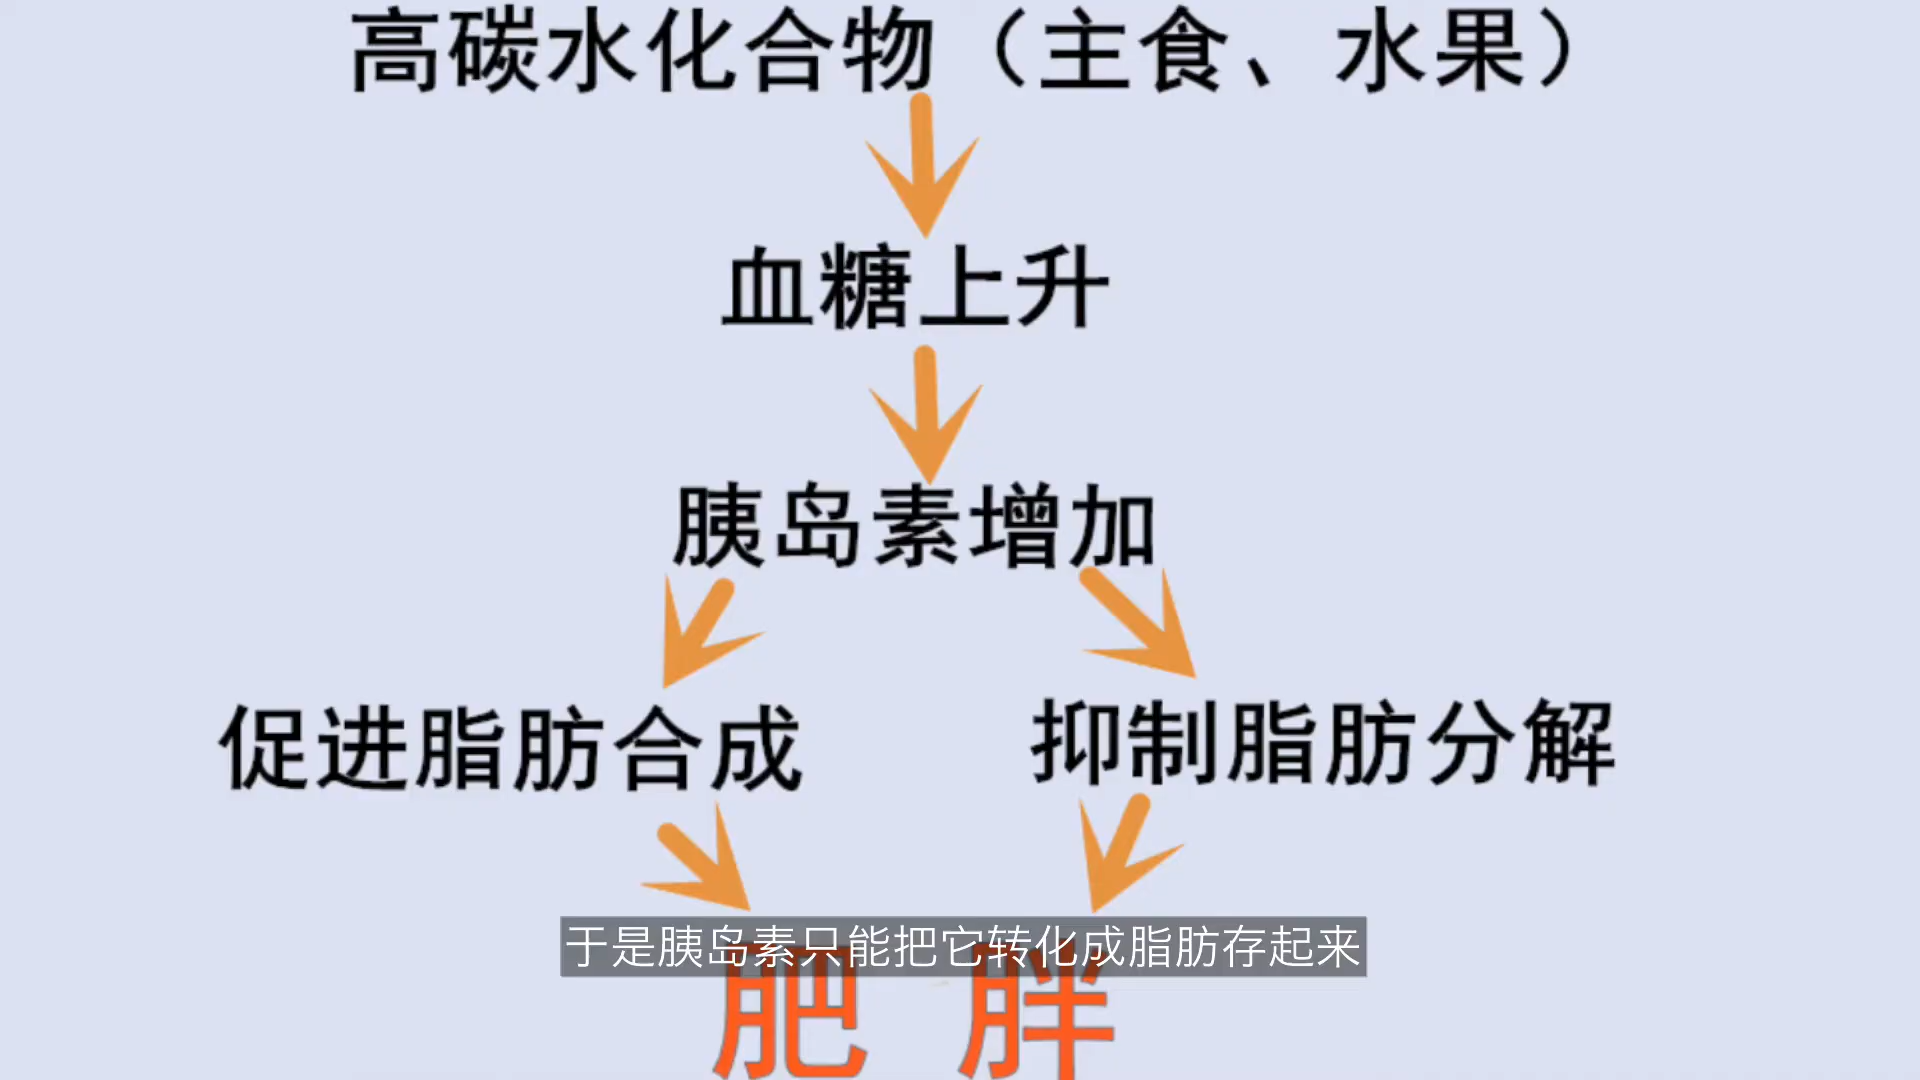 高碳水化合物（主食、水果）
血糖上升
胰岛素增加
促进脂肪合成 抑制脂肪分解
于是胰岛素只能把它转化成脂肪存起来
肥 胖